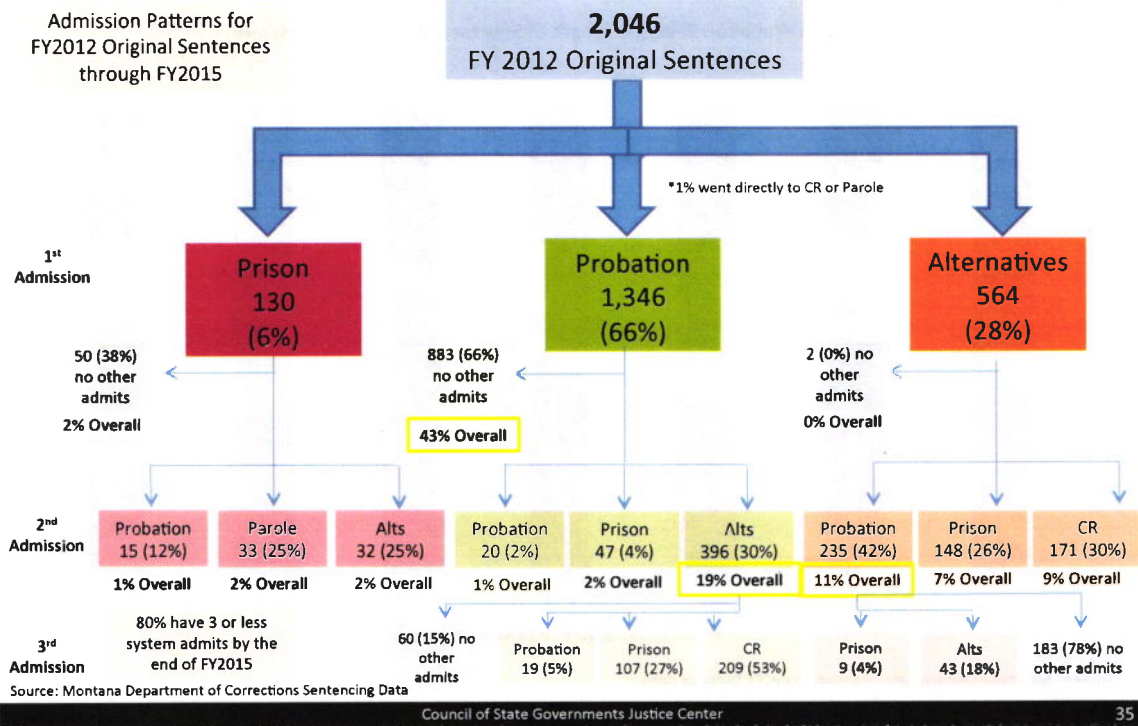 Admission Patterns for
FY2012 Original Sentences
through FY2015
2,046
FY 2012 Original Sentences
*1% went directly to CR or Parole
1st
Admission
Prison
130
(6%)
Probation
1,346
(66%)
Alternatives
564
(28%)
50 (38%)
no other
admits
2% Overall
883 (66%)
no other
admits
43% Overall
2 (0%) no
other
admits
0% Overall
2nd
Admission
Probation
15 (12%)
1% Overall
Parole
33 (25%)
2% Overall
Alts
32 (25%)
2% Overall
Probation
20 (2%)
1% Overall
Prison
47 (4%)
2% Overall
Alts
396 (30%)
19% Overall
Probation
235 (42%)
11% Overall
Prison
148 (26%)
7% Overall
CR
171 (30%)
9% Overall
80% have 3 or less
system admits by the
end of FY2015
3rd
Admission
60 (15%) no
other
admits
Probation
19 (5%)
Prison
107 (27%)
CR
209 (53%)
Prison
9 (4%)
Alts
43 (18%)
183 (78%) no
other admits
Source: Montana Department of Corrections Sentencing Data
Council of State Governments Justice Center
35